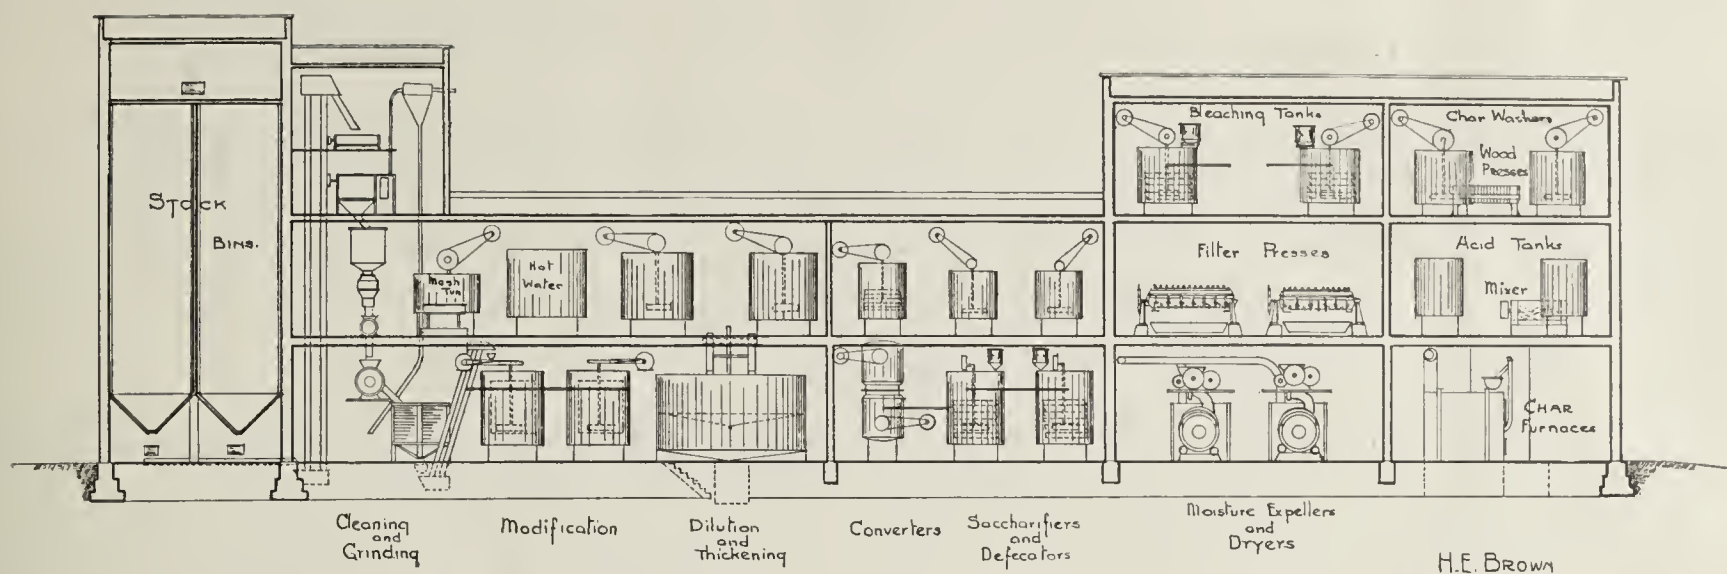 Stock
Bins.
Mash
Tun
Hot
Water
Bleaching Tanks
Char Washers
Wood
Presses
Filter Presses
Acid Tanks
Mixer
Char
Furnaces
Cleaning
and
Grinding
Modification
Dilution
and
Thickening
Converters
Saccharifiers
and
Defecators
Moisture Expellers
and
Dryers
H.E. Brown